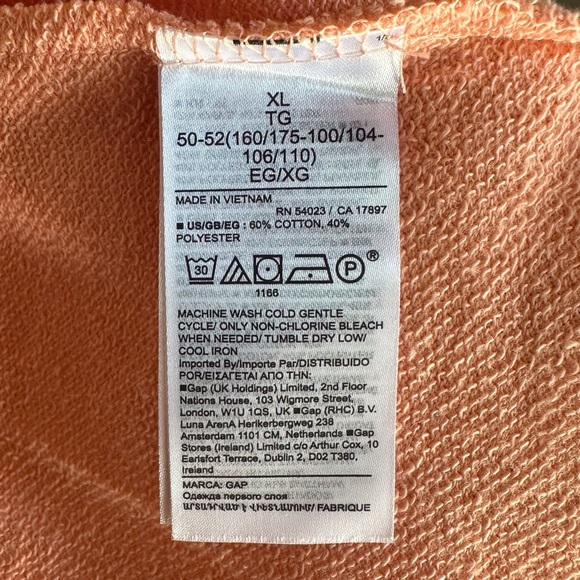 XL
TG
50-52(160/175-100/104-
106/110)
EG/XG
MADE IN VIETNAM
RN 54023 / CA 17897
■ US/GB/EG : 60% COTTON, 40%
POLYESTER
30
P
®
1166
MACHINE WASH COLD GENTLE
CYCLE/ ONLY NON-CHLORINE BLEACH
WHEN NEEDED/ TUMBLE DRY LOW/
COOL IRON
Imported By/Importe Par/DISTRIBUIDO
POR/ΕΙΣΑΓΕΤΑΙ ΑΠΟ ΤΗΝ:
■Gap (UK Holdings) Limited, 2nd Floor
Nations House, 103 Wigmore Street,
London, W1U 1QS, UK ■Gap (RHC) B.V.
Luna ArenA Herikerbergweg 238
Amsterdam 1101 CM, Netherlands ■Gap
Stores (Ireland) Limited c/o Arthur Cox, 10
Earlsfort Terrace, Dublin 2, D02 T380,
Ireland
MARCA: GAP
Одежда первого слоя
ԱՐՏԱԴՐՎԱԾ Է ՎԻԵՏՆԱՄՈՒՄ/ FABRIQUE